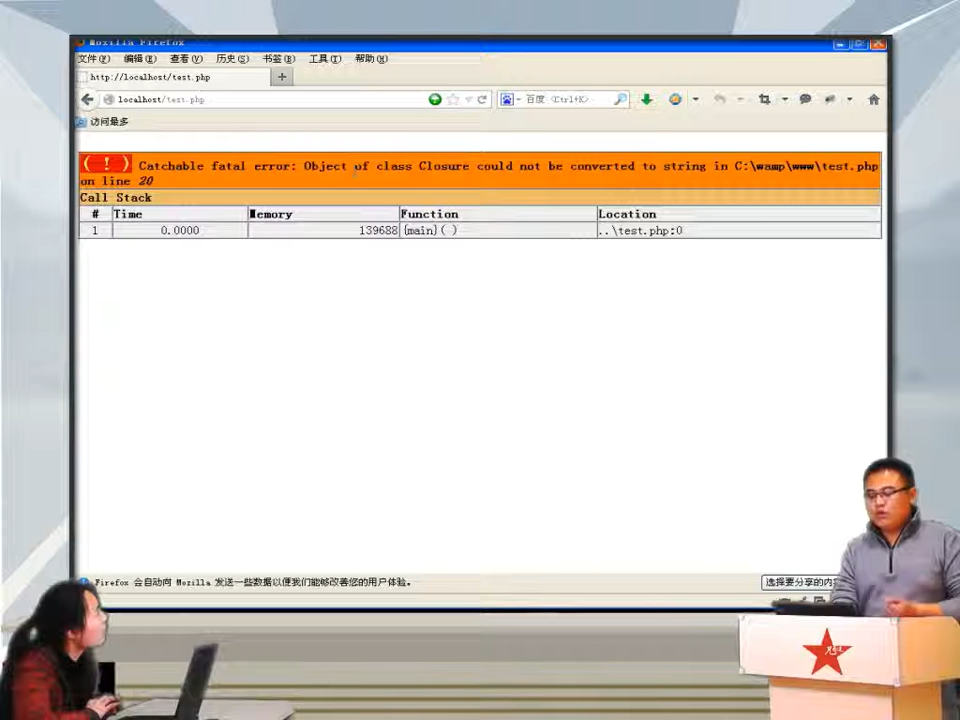 Mozilla Firefox
文件(F) 编辑(E) 查看(V) 历史(S) 书签(B) 工具(T) 帮助(H)
http://localhost/test.php +
localhost/test.php 百度 <Ctrl+K>
访问最多
( ! ) Catchable fatal error: Object of class Closure could not be converted to string in C:\wamp\www\test.php
on line 20
Call Stack
# Time Memory Function Location
1 0.0000 139688 {main}( ) ..\test.php:0
Firefox 会自动向 Mozilla 发送一些数据以便我们能够改善您的用户体验。 选择要分享的内